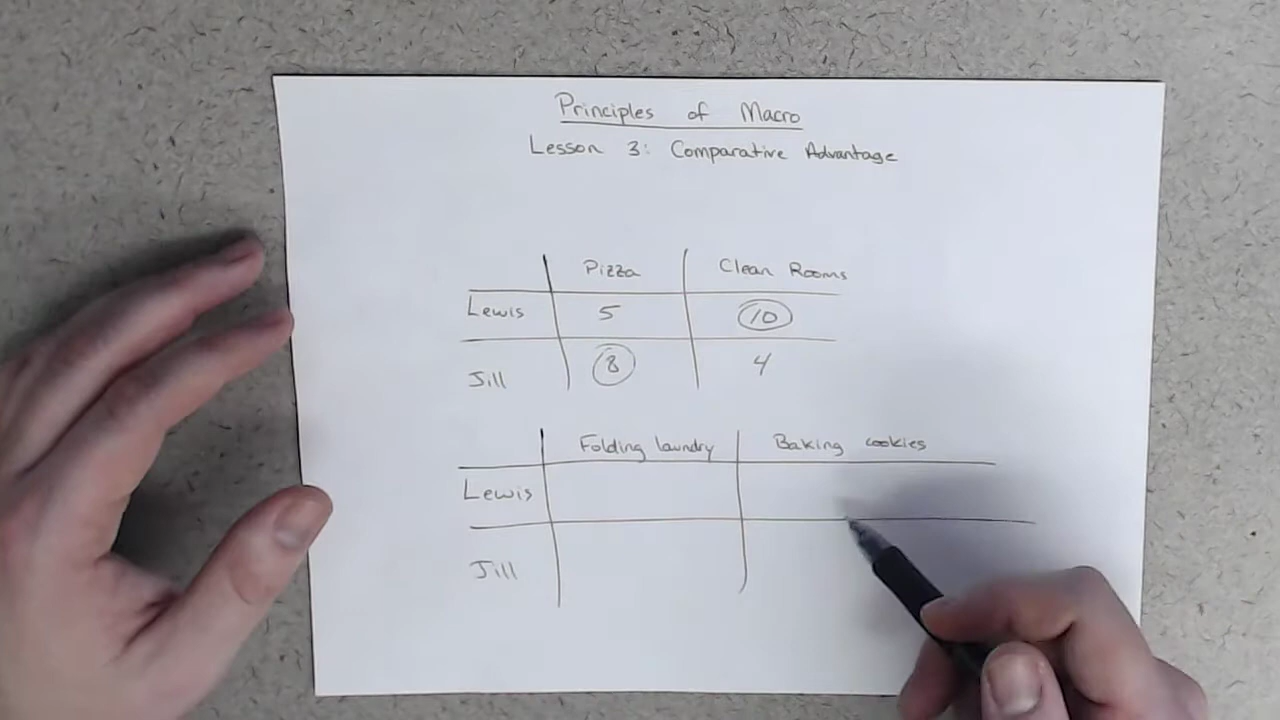 Principles of Macro
Lesson 3: Comparative Advantage
Pizza Clean Rooms
Lewis 5 10
Jill 8 4
Folding laundry Baking cookies
Lewis
Jill